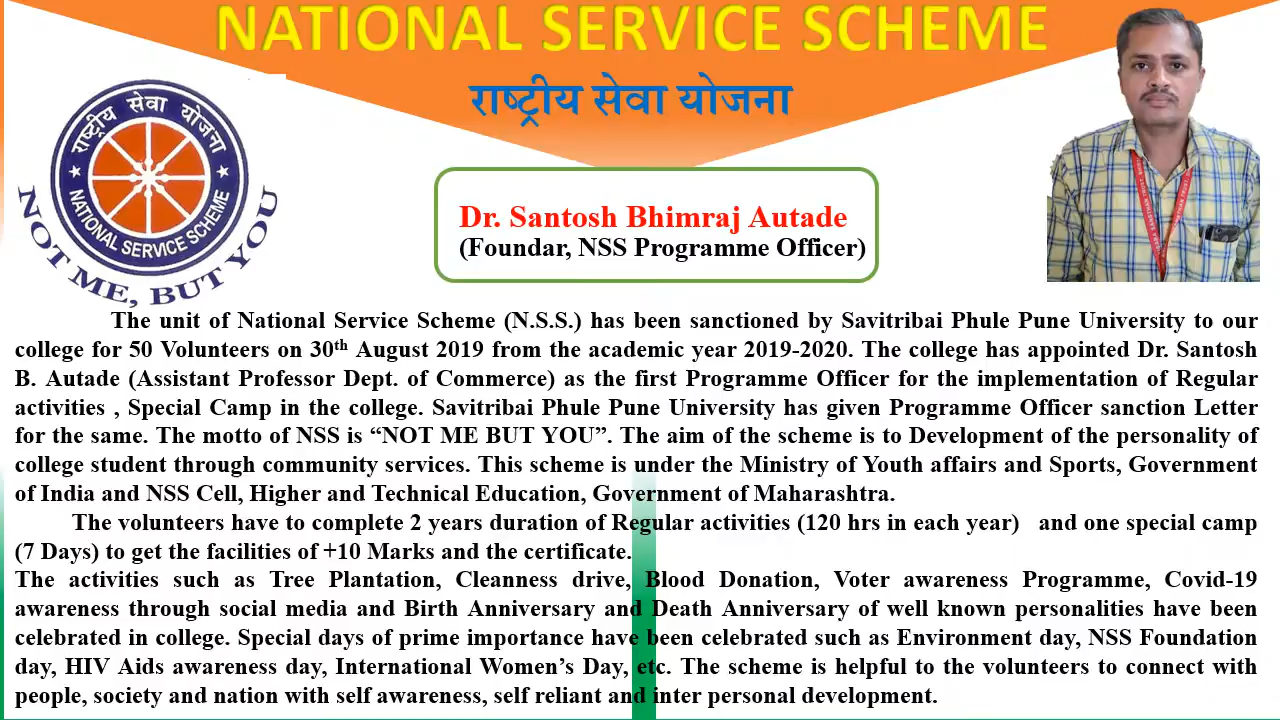 NATIONAL SERVICE SCHEME
राष्ट्रीय सेवा योजना
राष्ट्रीय सेवा योजना
NATIONAL SERVICE SCHEME
NOT ME, BUT YOU
Dr. Santosh Bhimraj Autade
(Foundar, NSS Programme Officer)
The unit of National Service Scheme (N.S.S.) has been sanctioned by Savitribai Phule Pune University to our
college for 50 Volunteers on 30th August 2019 from the academic year 2019-2020. The college has appointed Dr. Santosh
B. Autade (Assistant Professor Dept. of Commerce) as the first Programme Officer for the implementation of Regular
activities , Special Camp in the college. Savitribai Phule Pune University has given Programme Officer sanction Letter
for the same. The motto of NSS is “NOT ME BUT YOU”. The aim of the scheme is to Development of the personality of
college student through community services. This scheme is under the Ministry of Youth affairs and Sports, Government
of India and NSS Cell, Higher and Technical Education, Government of Maharashtra.
The volunteers have to complete 2 years duration of Regular activities (120 hrs in each year) and one special camp
(7 Days) to get the facilities of +10 Marks and the certificate.
The activities such as Tree Plantation, Cleanness drive, Blood Donation, Voter awareness Programme, Covid-19
awareness through social media and Birth Anniversary and Death Anniversary of well known personalities have been
celebrated in college. Special days of prime importance have been celebrated such as Environment day, NSS Foundation
day, HIV Aids awareness day, International Women’s Day, etc. The scheme is helpful to the volunteers to connect with
people, society and nation with self awareness, self reliant and inter personal development.